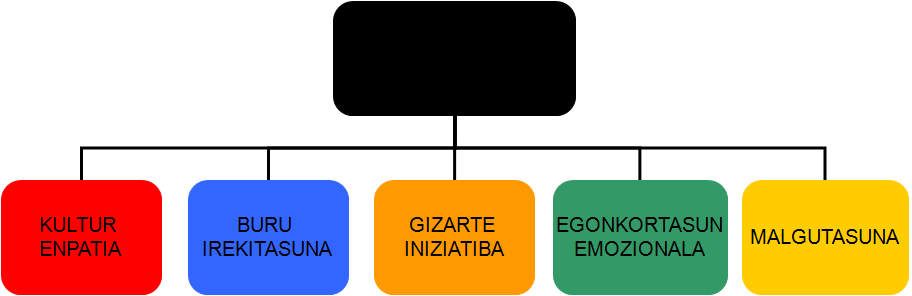 KULTUR
ENPATIA
BURU
IREKITASUNA
GIZARTE
INIZIATIBA
EGONKORTASUN
EMOZIONALA
MALGUTASUNA